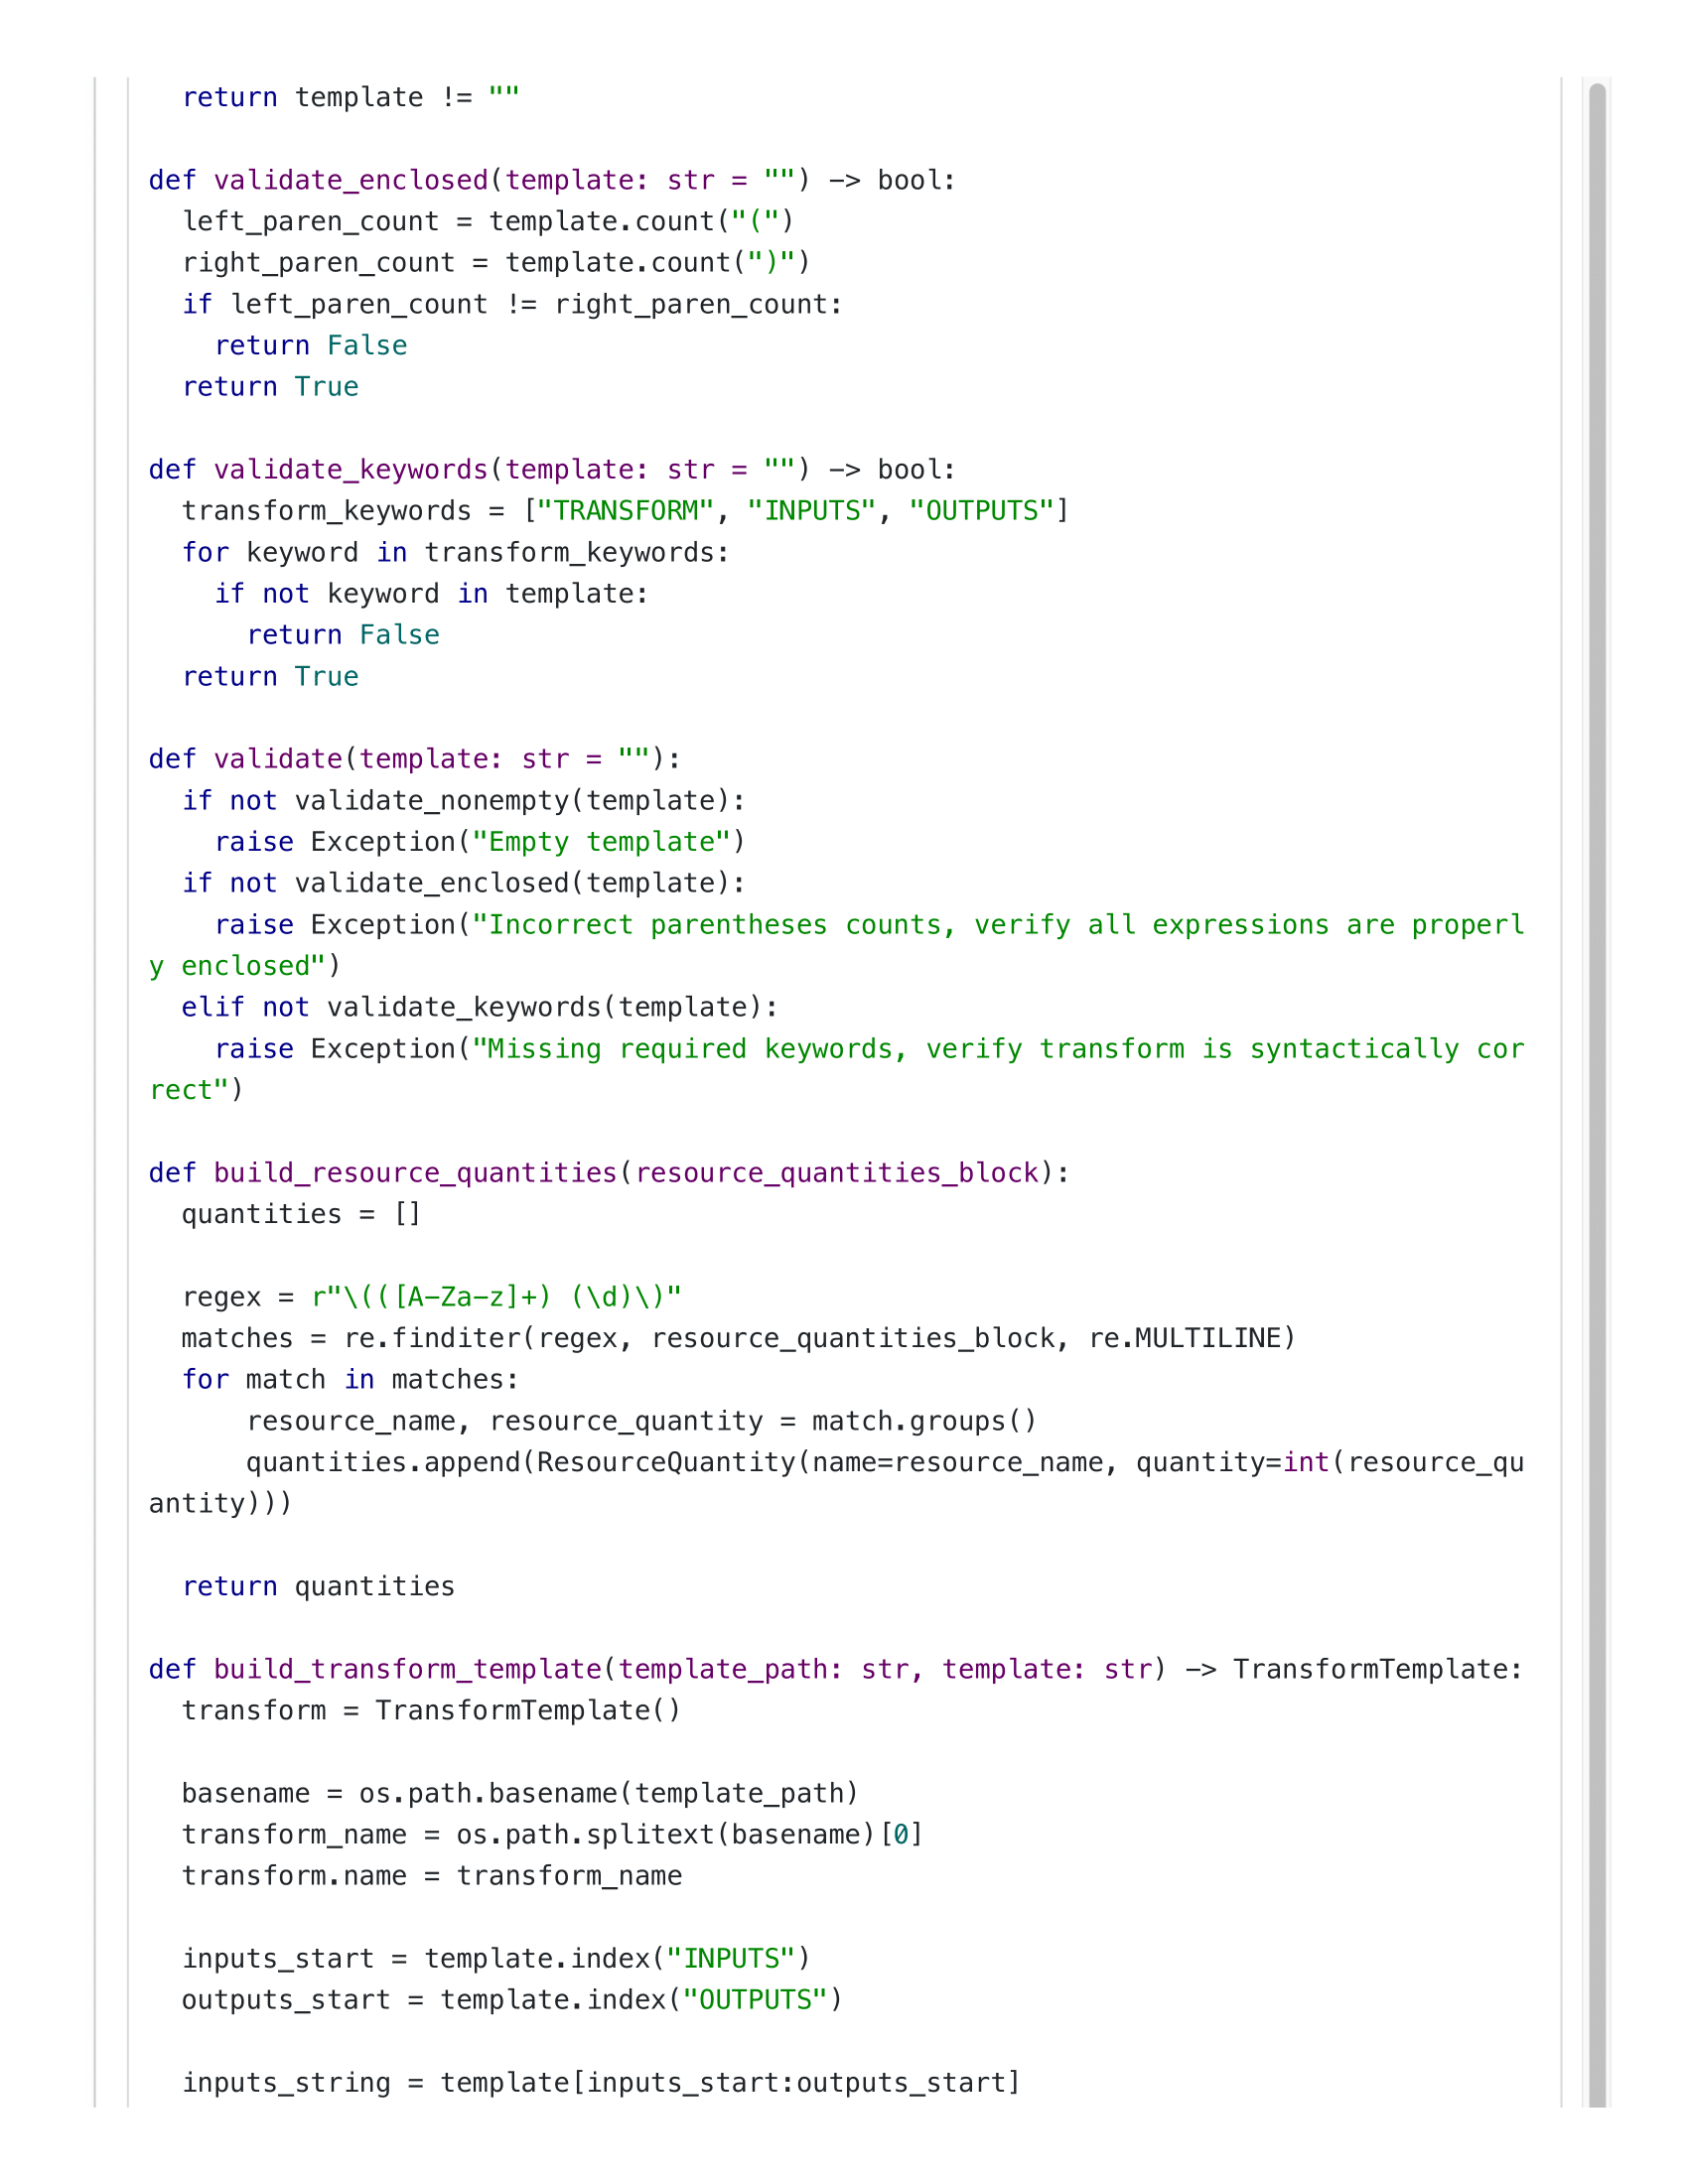 return template != ""

def validate_enclosed(template: str = "") -> bool:
  left_paren_count = template.count("(")
  right_paren_count = template.count(")")
  if left_paren_count != right_paren_count:
    return False
  return True

def validate_keywords(template: str = "") -> bool:
  transform_keywords = ["TRANSFORM", "INPUTS", "OUTPUTS"]
  for keyword in transform_keywords:
    if not keyword in template:
      return False
  return True

def validate(template: str = ""):
  if not validate_nonempty(template):
    raise Exception("Empty template")
  if not validate_enclosed(template):
    raise Exception("Incorrect parentheses counts, verify all expressions are properl
y enclosed")
  elif not validate_keywords(template):
    raise Exception("Missing required keywords, verify transform is syntactically cor
rect")

def build_resource_quantities(resource_quantities_block):
  quantities = []

  regex = r"\(([A-Za-z]+) (\d)\)"
  matches = re.finditer(regex, resource_quantities_block, re.MULTILINE)
  for match in matches:
      resource_name, resource_quantity = match.groups()
      quantities.append(ResourceQuantity(name=resource_name, quantity=int(resource_qu
antity)))

  return quantities

def build_transform_template(template_path: str, template: str) -> TransformTemplate:
  transform = TransformTemplate()

  basename = os.path.basename(template_path)
  transform_name = os.path.splitext(basename)[0]
  transform.name = transform_name

  inputs_start = template.index("INPUTS")
  outputs_start = template.index("OUTPUTS")

  inputs_string = template[inputs_start:outputs_start]